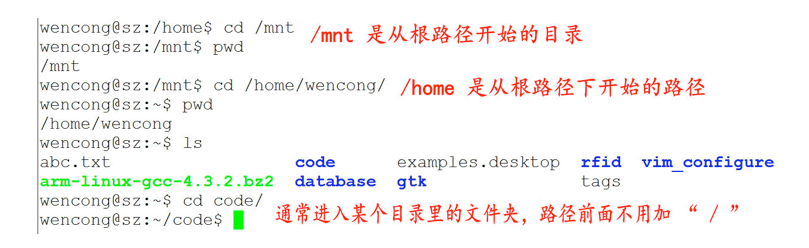 wencong@sz:/home$ cd /mnt /mnt 是从根路径开始的目录
wencong@sz:/mnt$ pwd
/mnt
wencong@sz:/mnt$ cd /home/wencong/ /home 是从根路径下开始的路径
wencong@sz:~$ pwd
/home/wencong
wencong@sz:~$ ls
abc.txt code examples.desktop rfid vim_configure
arm-linux-gcc-4.3.2.bz2 database gtk tags
wencong@sz:~$ cd code/
wencong@sz:~/code$ 通常进入某个目录里的文件夹，路径前面不用加 “ / ”